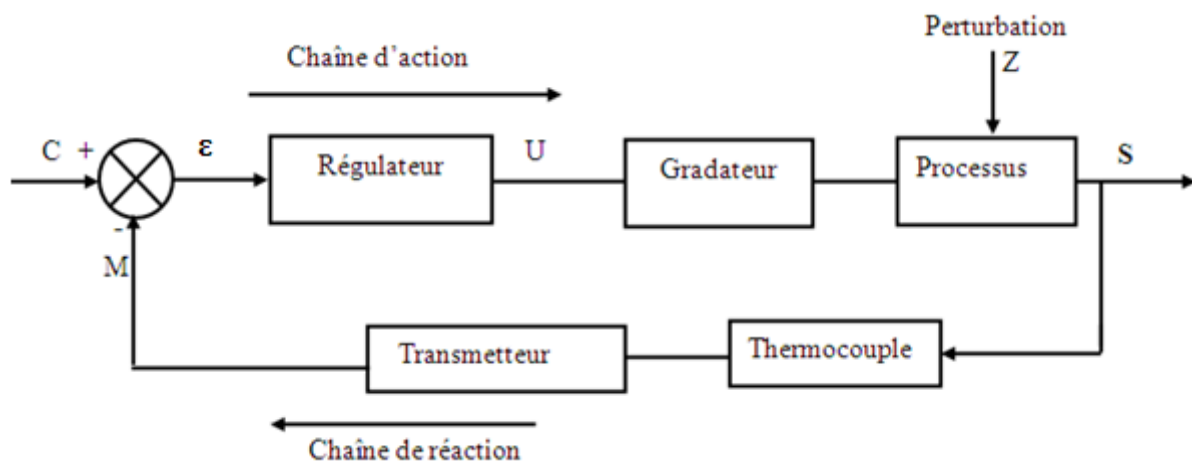 Perturbation
Z
Chaîne d'action
C + ε Régulateur U Gradateur Processus S
-
M
Transmetteur Thermocouple
Chaîne de réaction